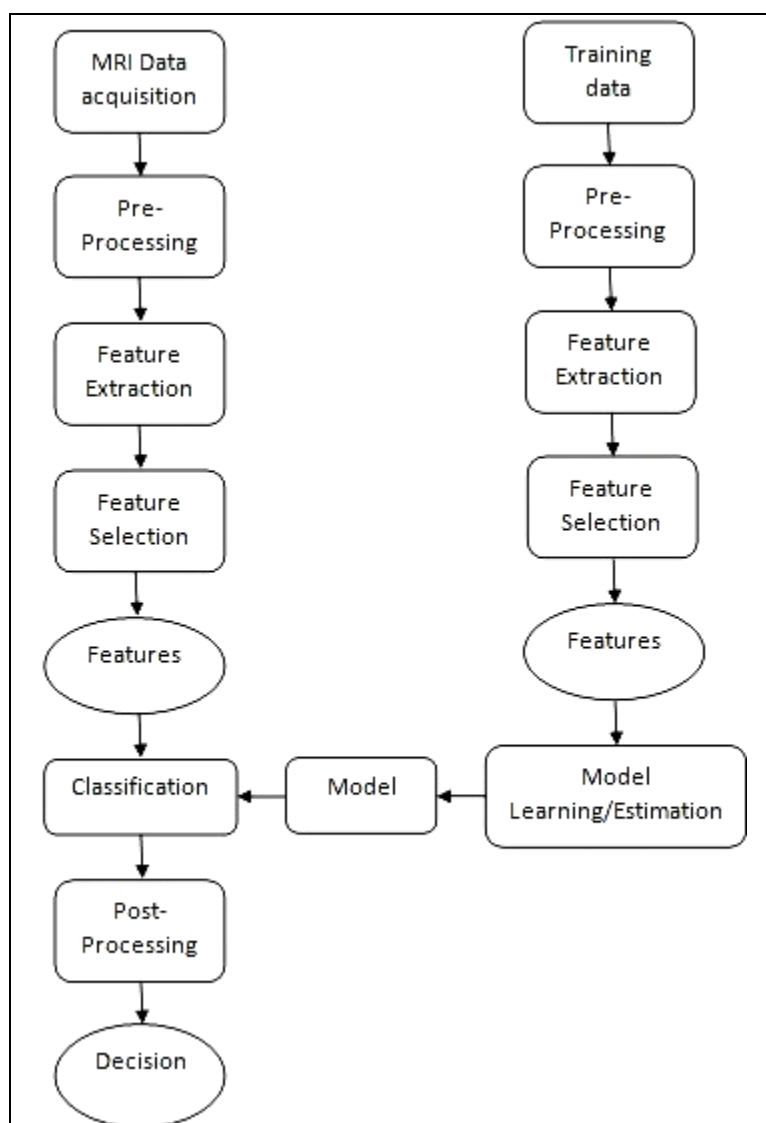 MRI Data
acquisition
Pre-
Processing
Feature
Extraction
Feature
Selection
Features
Classification
Post-
Processing
Decision
Training
data
Pre-
Processing
Feature
Extraction
Feature
Selection
Features
Model
Learning/Estimation
Model